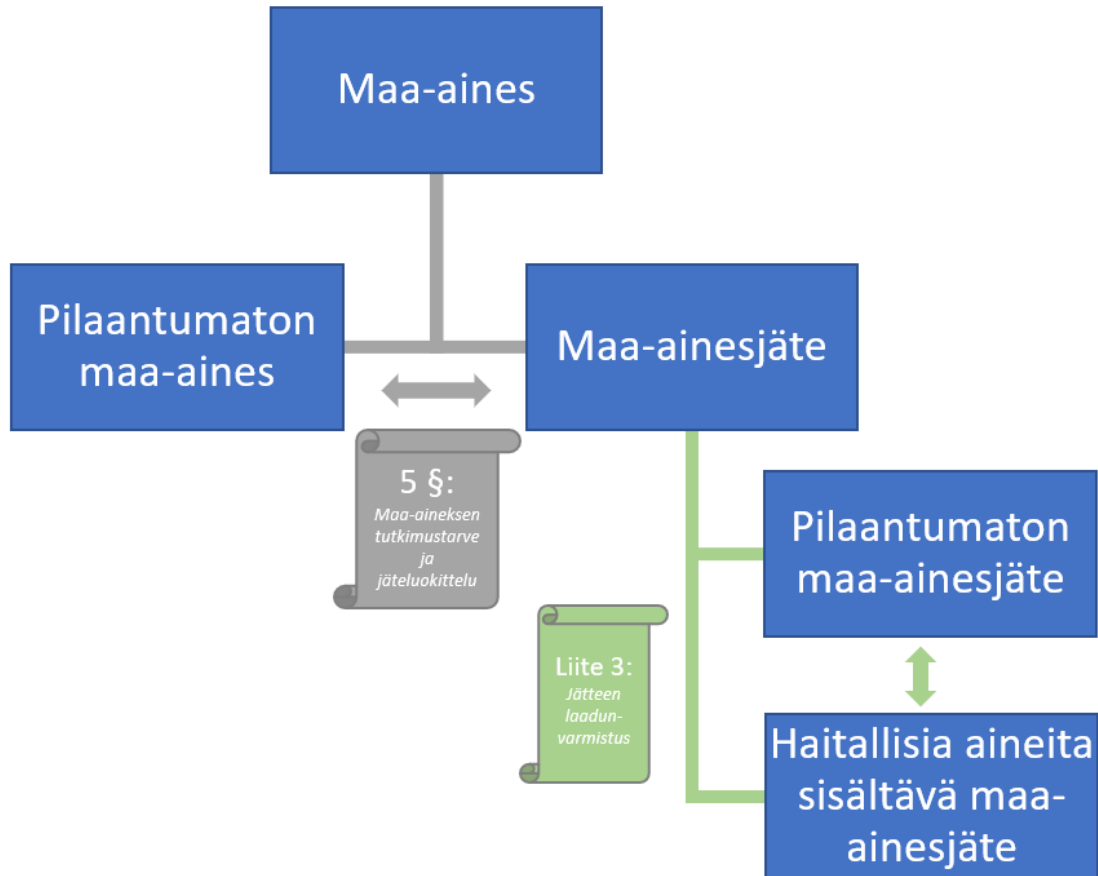 Maa-aines
Pilaantumaton
maa-aines
Maa-ainesjäte
5 §:
Maa-aineksen
tutkimustarve
ja
jäteluokittelu
Pilaantumaton
maa-ainesjäte
Liite 3:
Jätteen
laadun-
varmistus
Haitallisia aineita
sisältävä maa-
ainesjäte